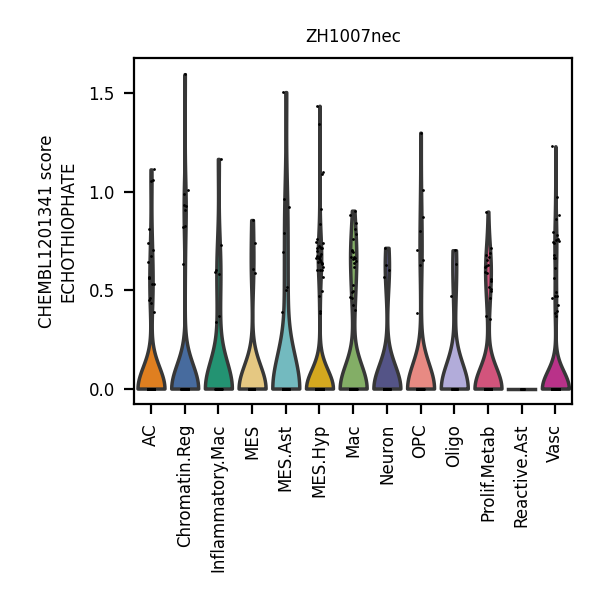 ZH1007nec
CHEMBL1201341 score
ECHOTHIOPHATE
1.5
1.0
0.5
0.0
AC
Chromatin.Reg
Inflammatory.Mac
MES
MES.Ast
MES.Hyp
Mac
Neuron
OPC
Oligo
Prolif.Metab
Reactive.Ast
Vasc